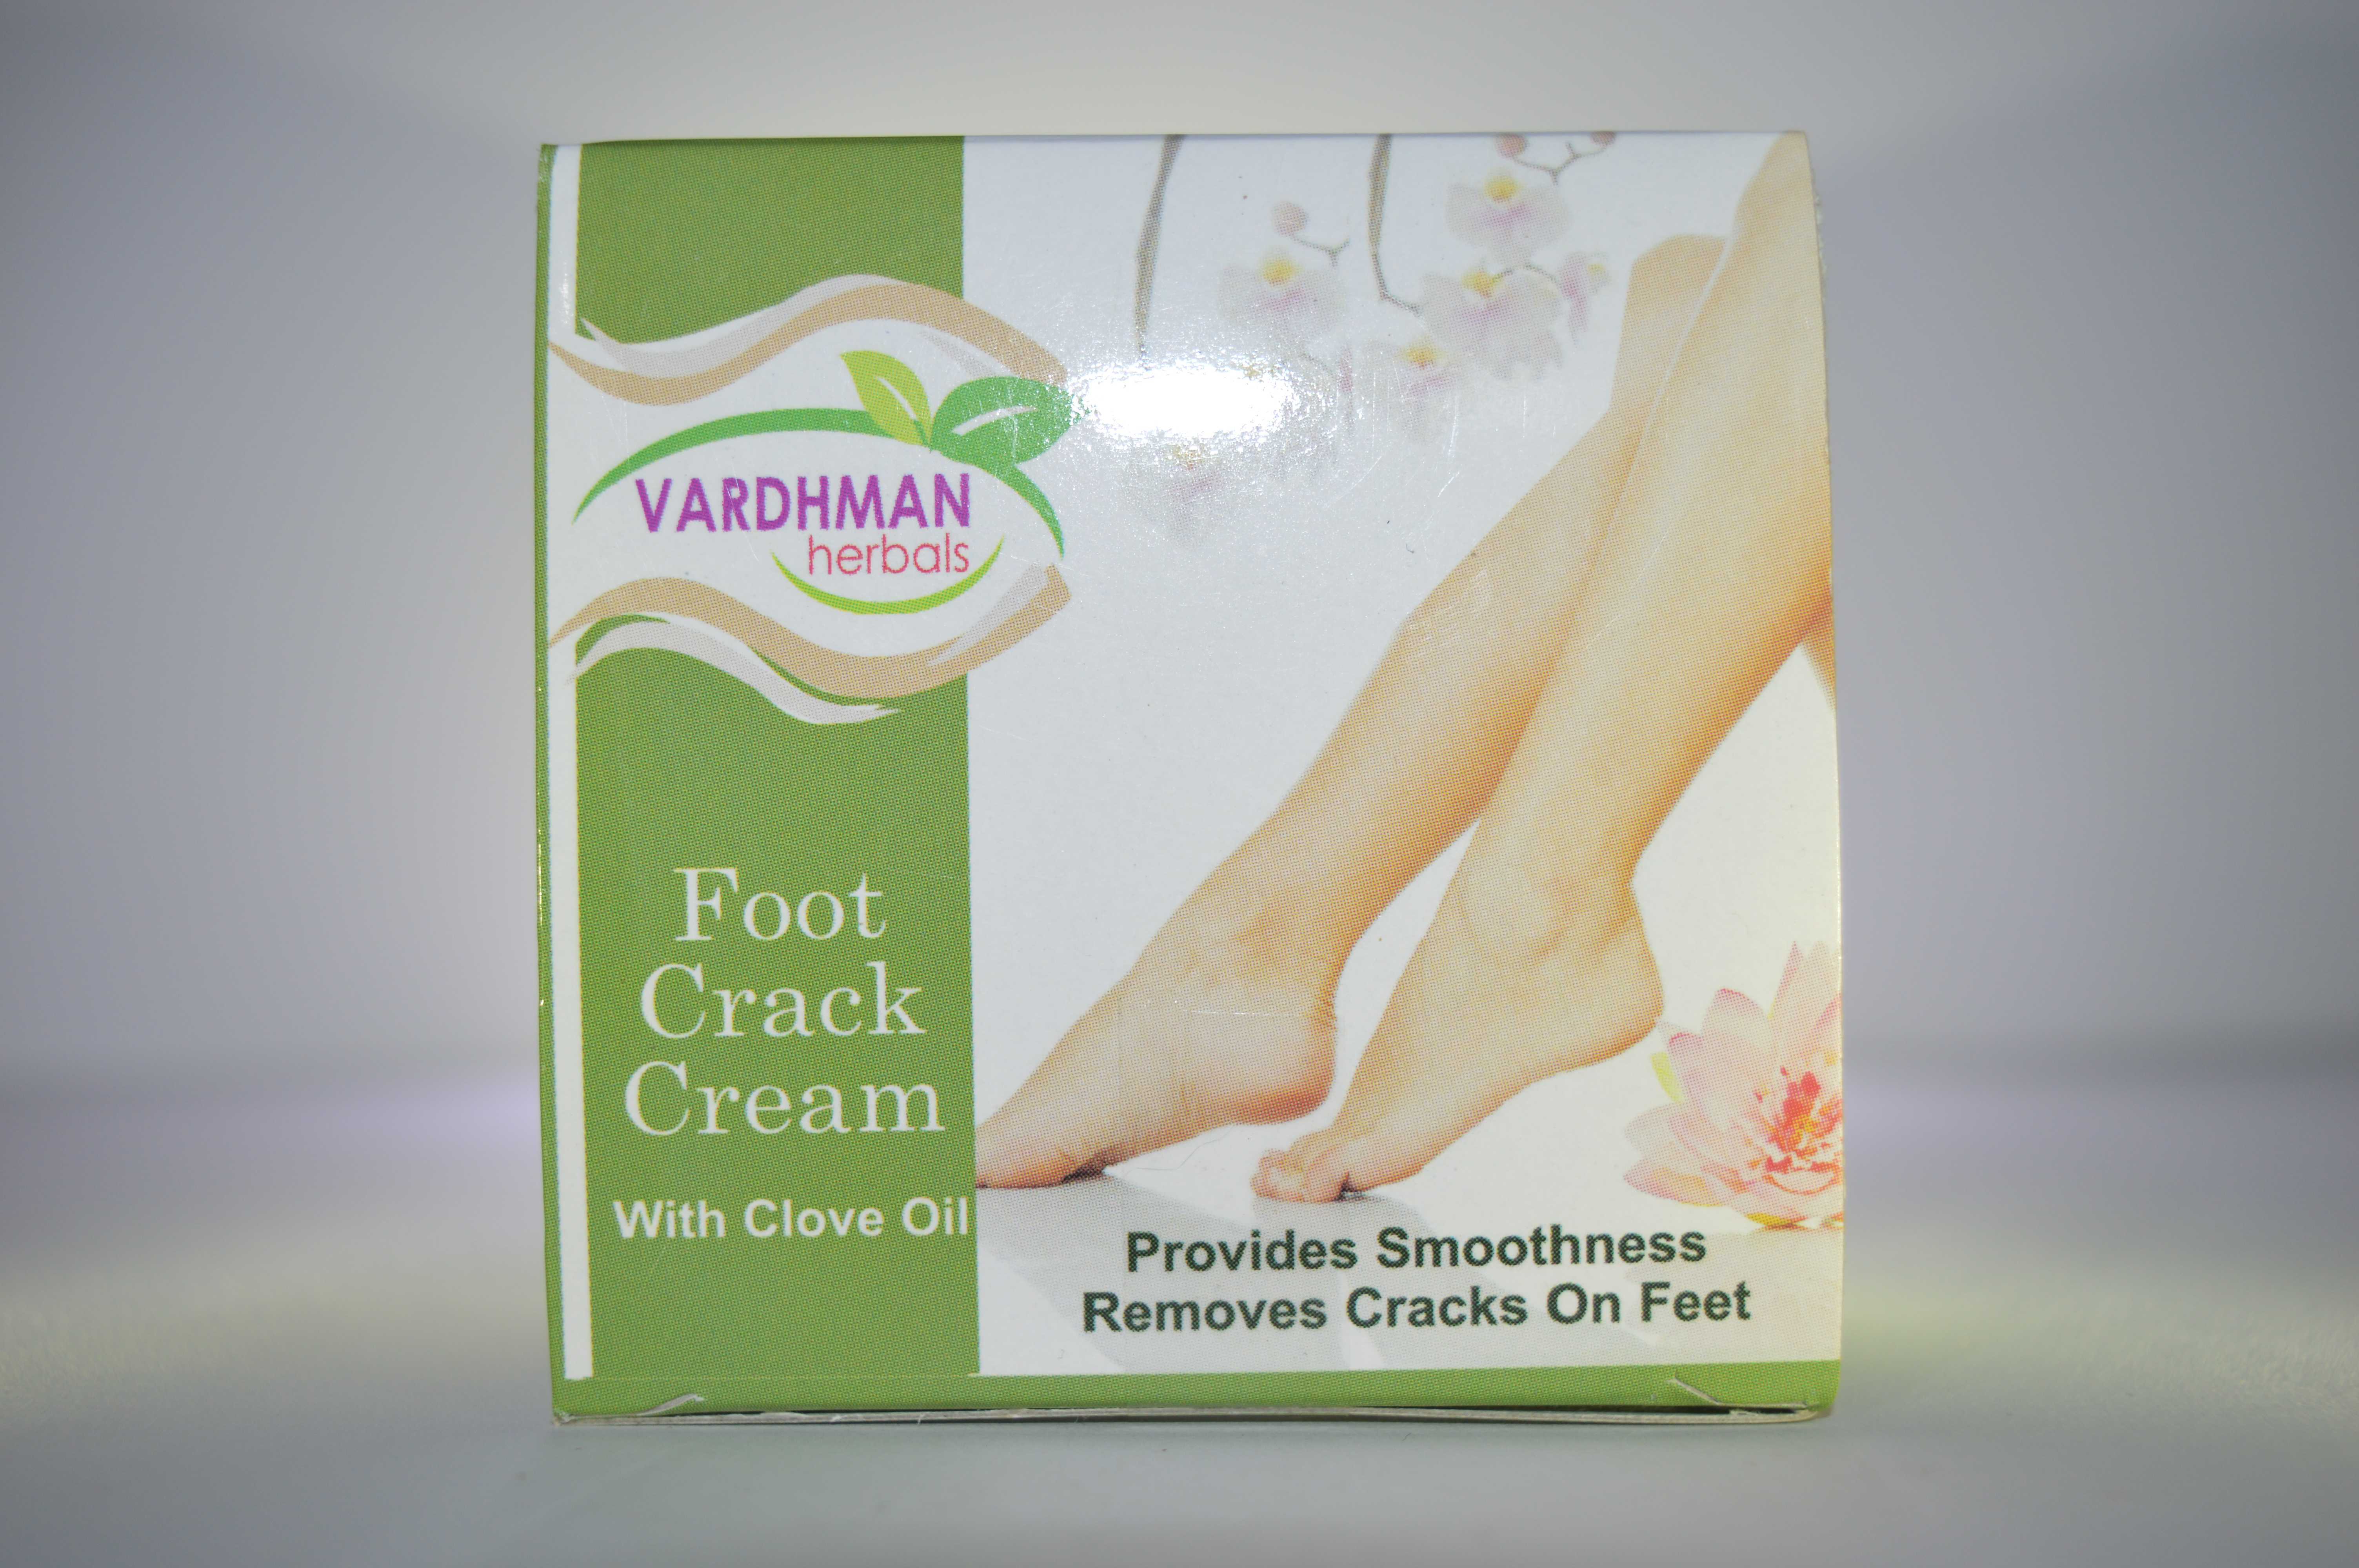 VARDHMAN
herbals
Foot
Crack
Cream
With Clove Oil
Provides Smoothness
Removes Cracks On Feet